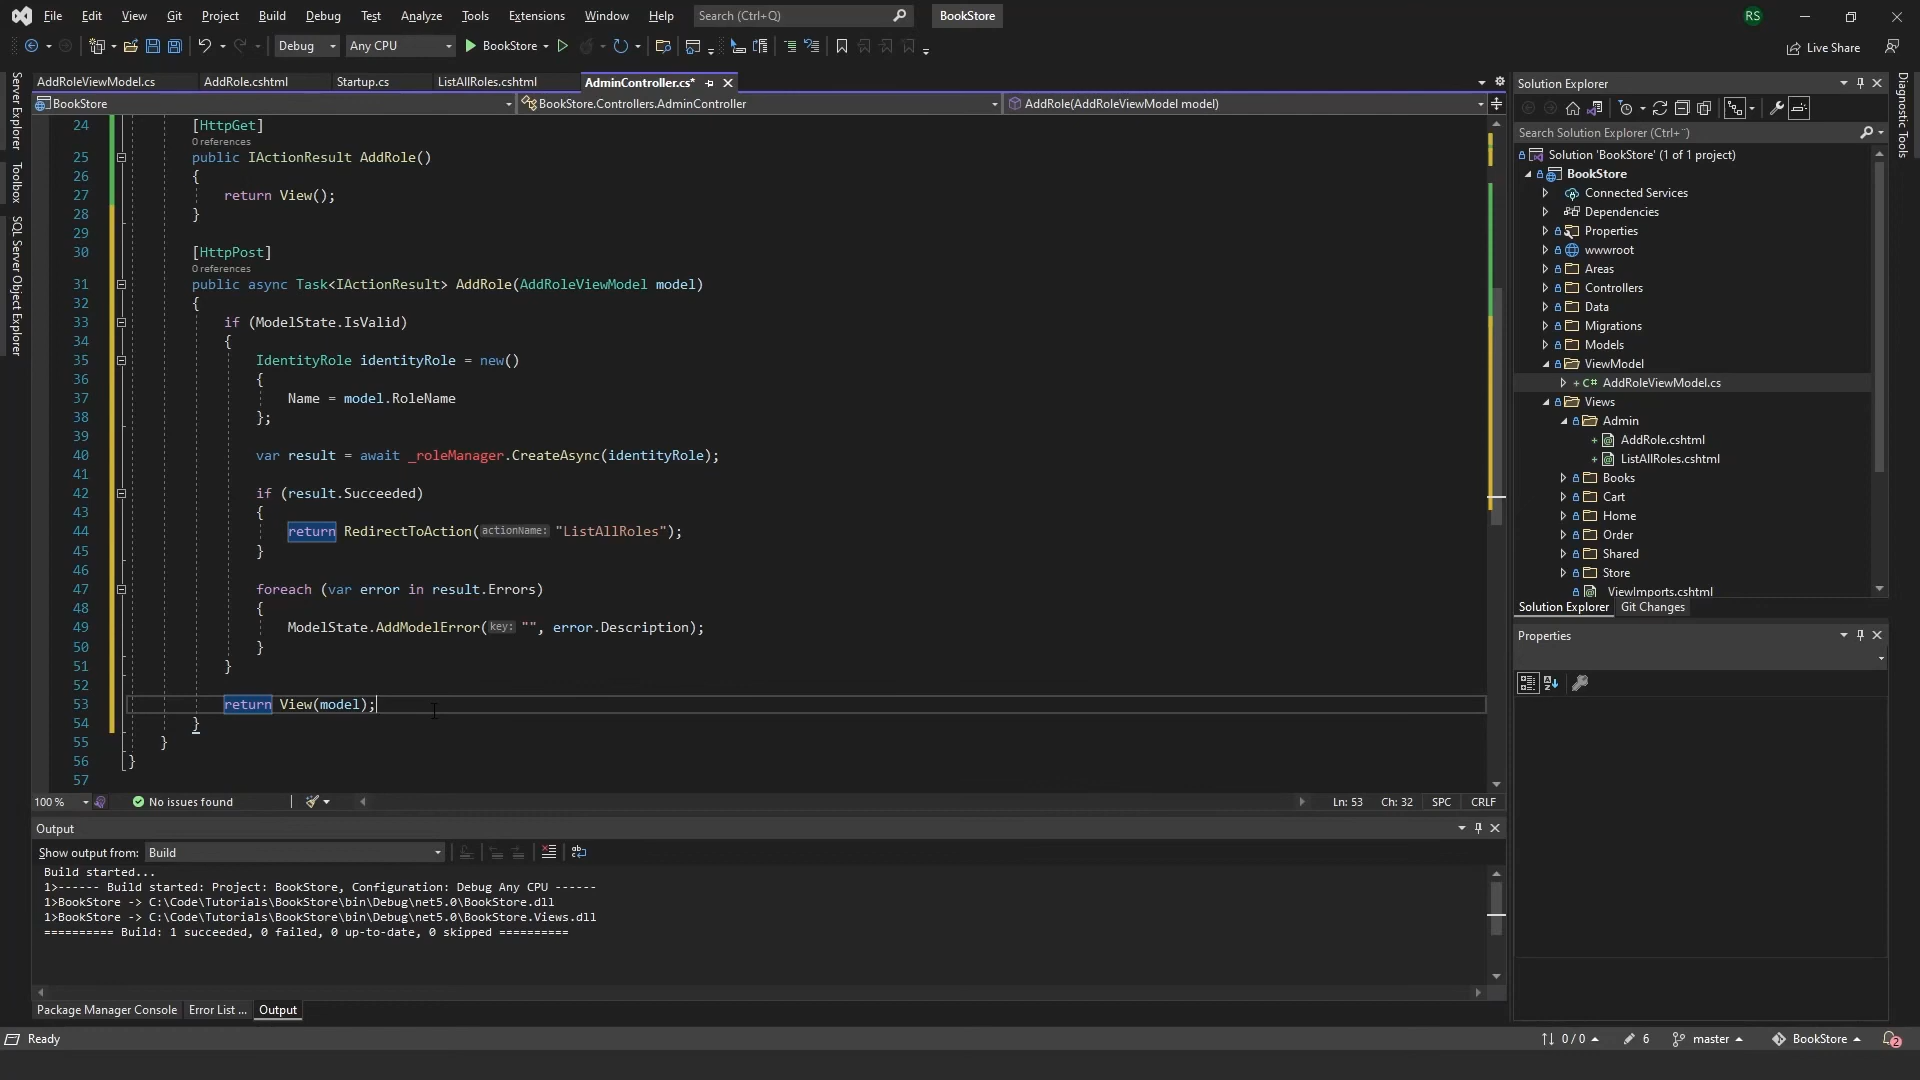 File Edit View Git Project Build Debug Test Analyze Tools Extensions Window Help Search (Ctrl+Q) BookStore RS
Debug Any CPU BookStore Live Share
AddRoleViewModel.cs AddRole.cshtml Startup.cs ListAllRoles.cshtml AdminController.cs*
BookStore BookStore.Controllers.AdminController AddRole(AddRoleViewModel model)
Server Explorer
Toolbox
SQL Server Object Explorer
24 [HttpGet]
0 references
25 public IActionResult AddRole()
26 {
27 return View();
28 }
29
30 [HttpPost]
0 references
31 public async Task<IActionResult> AddRole(AddRoleViewModel model)
32 {
33 if (ModelState.IsValid)
34 {
35 IdentityRole identityRole = new()
36 {
37 Name = model.RoleName
38 };
39
40 var result = await _roleManager.CreateAsync(identityRole);
41
42 if (result.Succeeded)
43 {
44 return RedirectToAction(actionName: "ListAllRoles");
45 }
46
47 foreach (var error in result.Errors)
48 {
49 ModelState.AddModelError(key: "", error.Description);
50 }
51 }
52
53 return View(model);
54 }
55 }
56 }
57
100 % No issues found Ln: 53 Ch: 32 SPC CRLF
Output
Show output from: Build
Build started...
1>------ Build started: Project: BookStore, Configuration: Debug Any CPU ------
1>BookStore -> C:\Code\Tutorials\BookStore\bin\Debug\net5.0\BookStore.dll
1>BookStore -> C:\Code\Tutorials\BookStore\bin\Debug\net5.0\BookStore.Views.dll
========== Build: 1 succeeded, 0 failed, 0 up-to-date, 0 skipped ==========
Package Manager Console Error List ... Output
Solution Explorer
Search Solution Explorer (Ctrl+¨)
Solution 'BookStore' (1 of 1 project)
BookStore
Connected Services
Dependencies
Properties
wwwroot
Areas
Controllers
Data
Migrations
Models
ViewModel
+ C# AddRoleViewModel.cs
Views
Admin
+ AddRole.cshtml
+ ListAllRoles.cshtml
Books
Cart
Home
Order
Shared
Store
_ViewImports.cshtml
Solution Explorer Git Changes
Properties
Diagnostic Tools
Ready 0 / 0 6 master BookStore 2